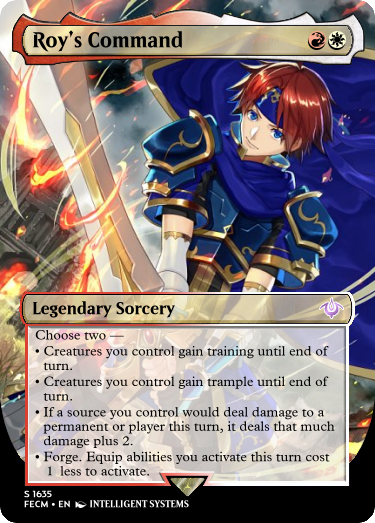 Roy's Command
Legendary Sorcery
Choose two —
• Creatures you control gain training until end of
turn.
• Creatures you control gain trample until end of
turn.
• If a source you control would deal damage to a
permanent or player this turn, it deals that much
damage plus 2.
• Forge. Equip abilities you activate this turn cost
1 less to activate.
S 1635
FECM • EN INTELLIGENT SYSTEMS